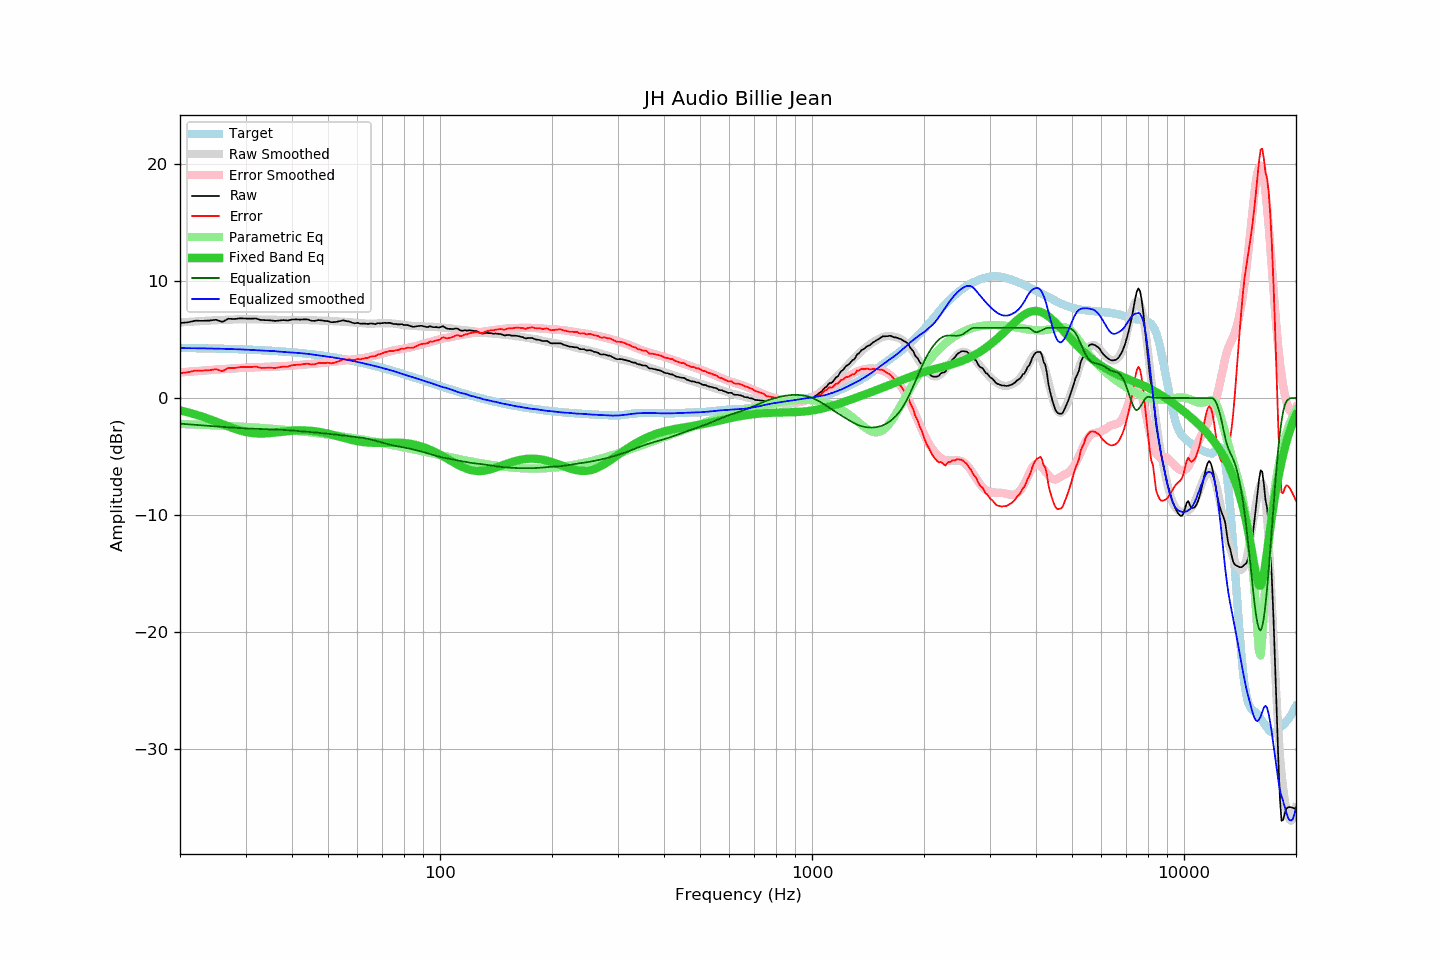 JH Audio Billie Jean
Target
Raw Smoothed
Error Smoothed
Raw
Error
Parametric Eq
Fixed Band Eq
Equalization
Equalized smoothed
20
10
0
−10
−20
−30
Amplitude (dBr)
100
1000
10000
Frequency (Hz)